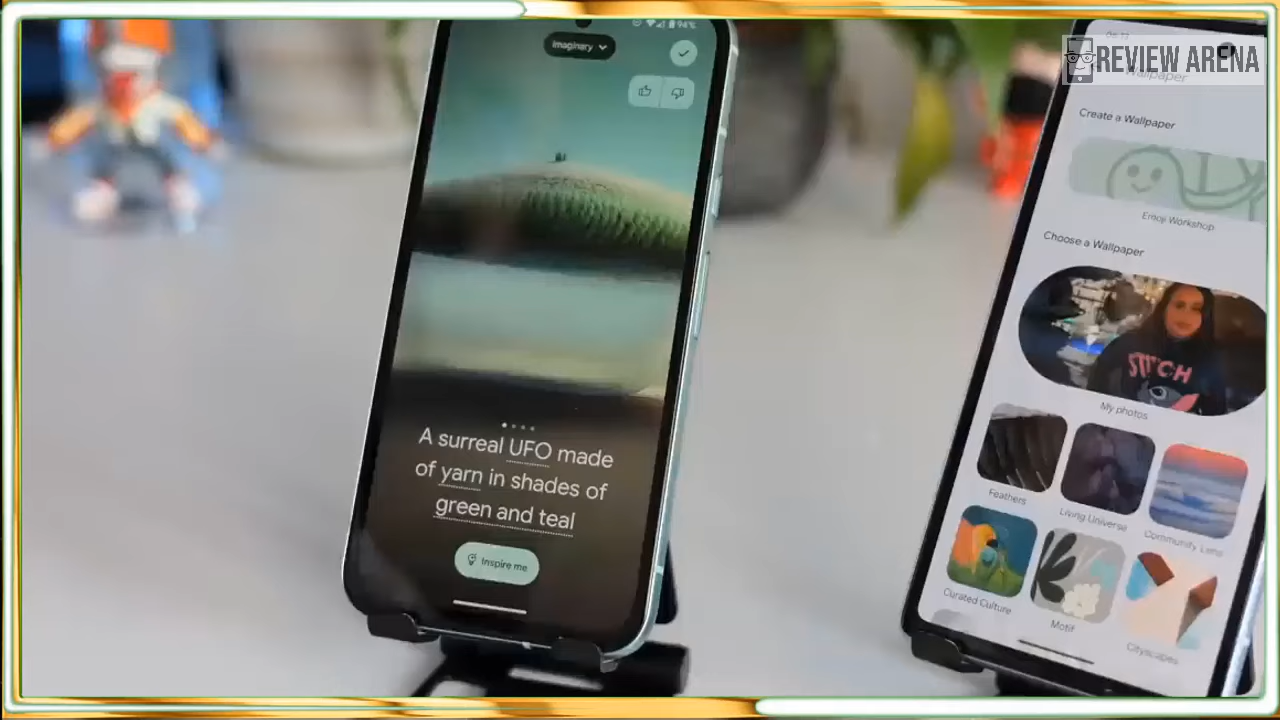 94%
Imaginary
A surreal UFO made
of yarn in shades of
green and teal
Inspire me
REVIEW ARENA
Wallpaper
Create a Wallpaper
Emoji Workshop
Choose a Wallpaper
STITCH
My photos
Feathers
Living Universe
Community Lens
Curated Culture
Motif
Cityscapes